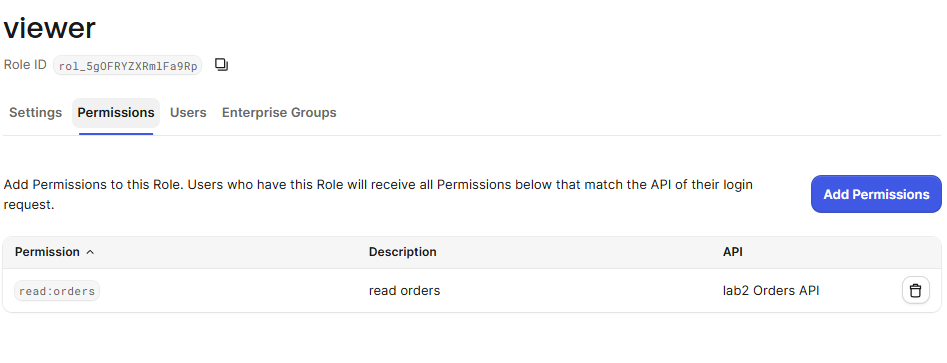 viewer
Role ID rol_5gOFRYZXRmlFa9Rp
Settings Permissions Users Enterprise Groups
Add Permissions to this Role. Users who have this Role will receive all Permissions below that match the API of their login
request.
Add Permissions
Permission Description API
read:orders read orders lab2 Orders API